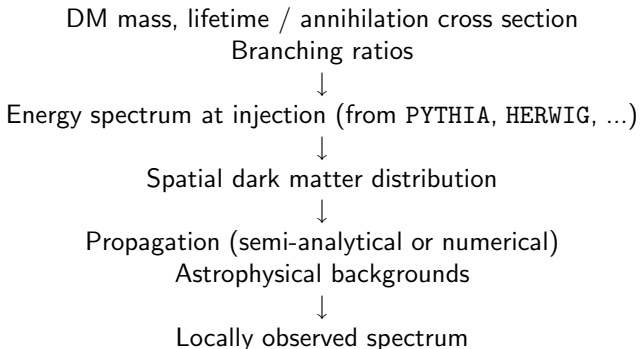 DM mass, lifetime / annihilation cross section
Branching ratios
↓
Energy spectrum at injection (from PYTHIA, HERWIG, ...)
↓
Spatial dark matter distribution
↓
Propagation (semi-analytical or numerical)
Astrophysical backgrounds
↓
Locally observed spectrum